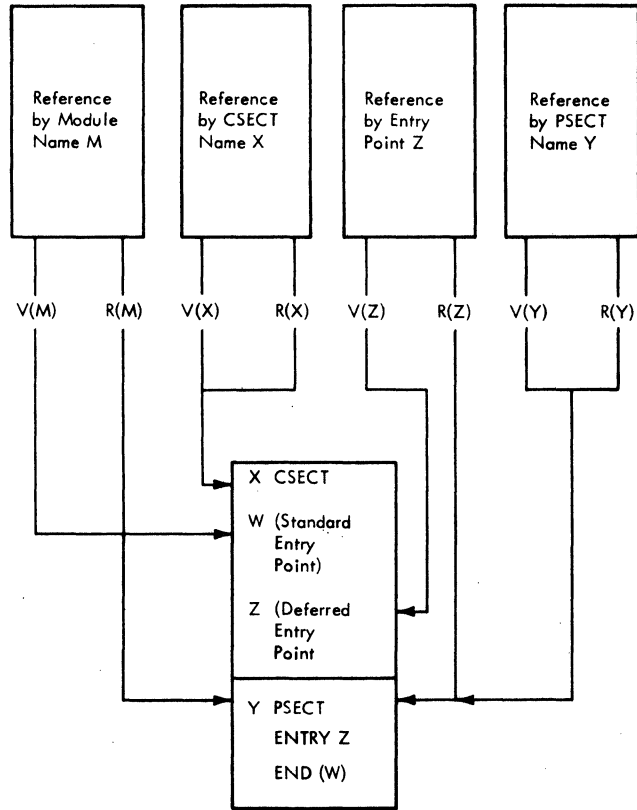 Reference
by Module
Name M
Reference
by CSECT
Name X
Reference
by Entry
Point Z
Reference
by PSECT
Name Y
V(M) R(M) V(X) R(X) V(Z) R(Z) V(Y) R(Y)
X CSECT
W (Standard
Entry
Point)
Z (Deferred
Entry
Point
Y PSECT
ENTRY Z
END (W)